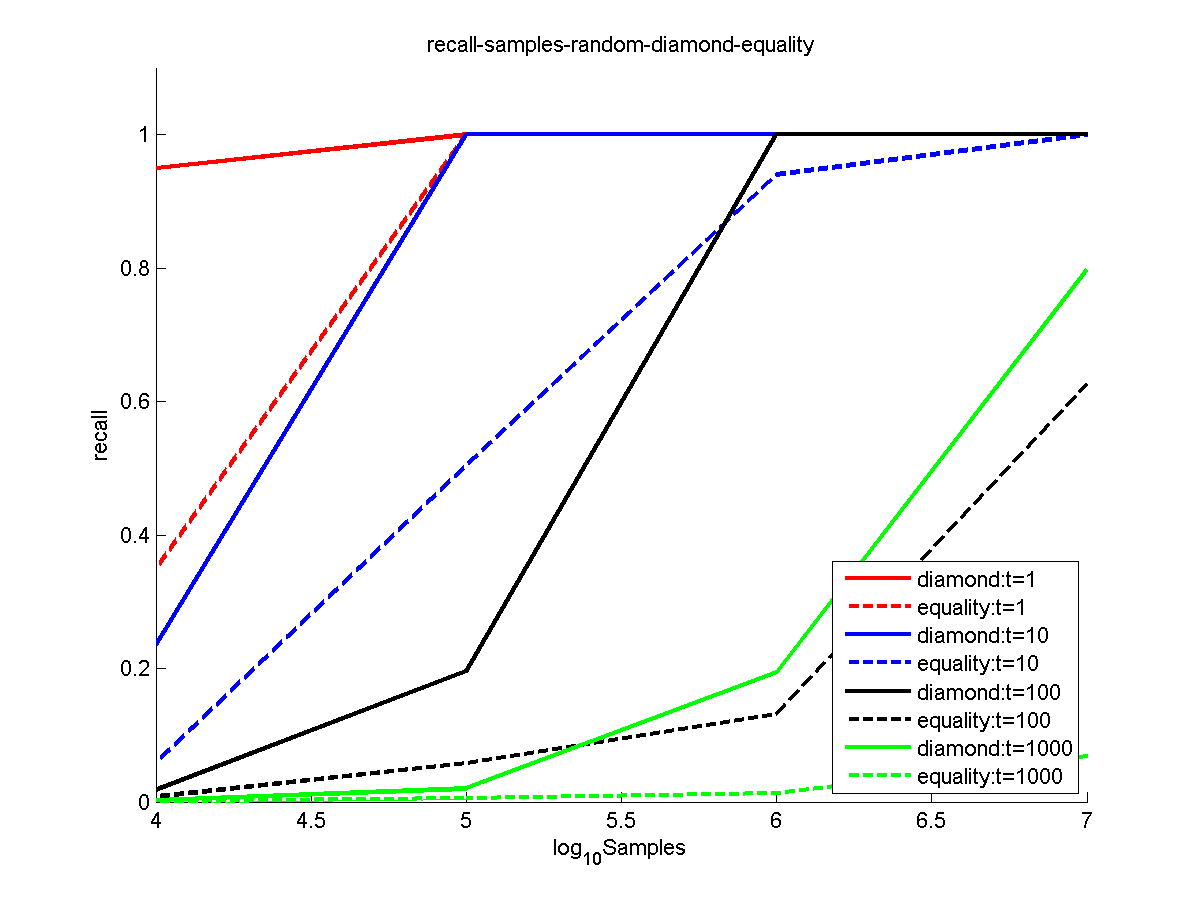 recall-samples-random-diamond-equality
1
0.8
0.6
0.4
0.2
0
recall
4
4.5
5
5.5
6
6.5
7
log10Samples
diamond:t=1
equality:t=1
diamond:t=10
equality:t=10
diamond:t=100
equality:t=100
diamond:t=1000
equality:t=1000